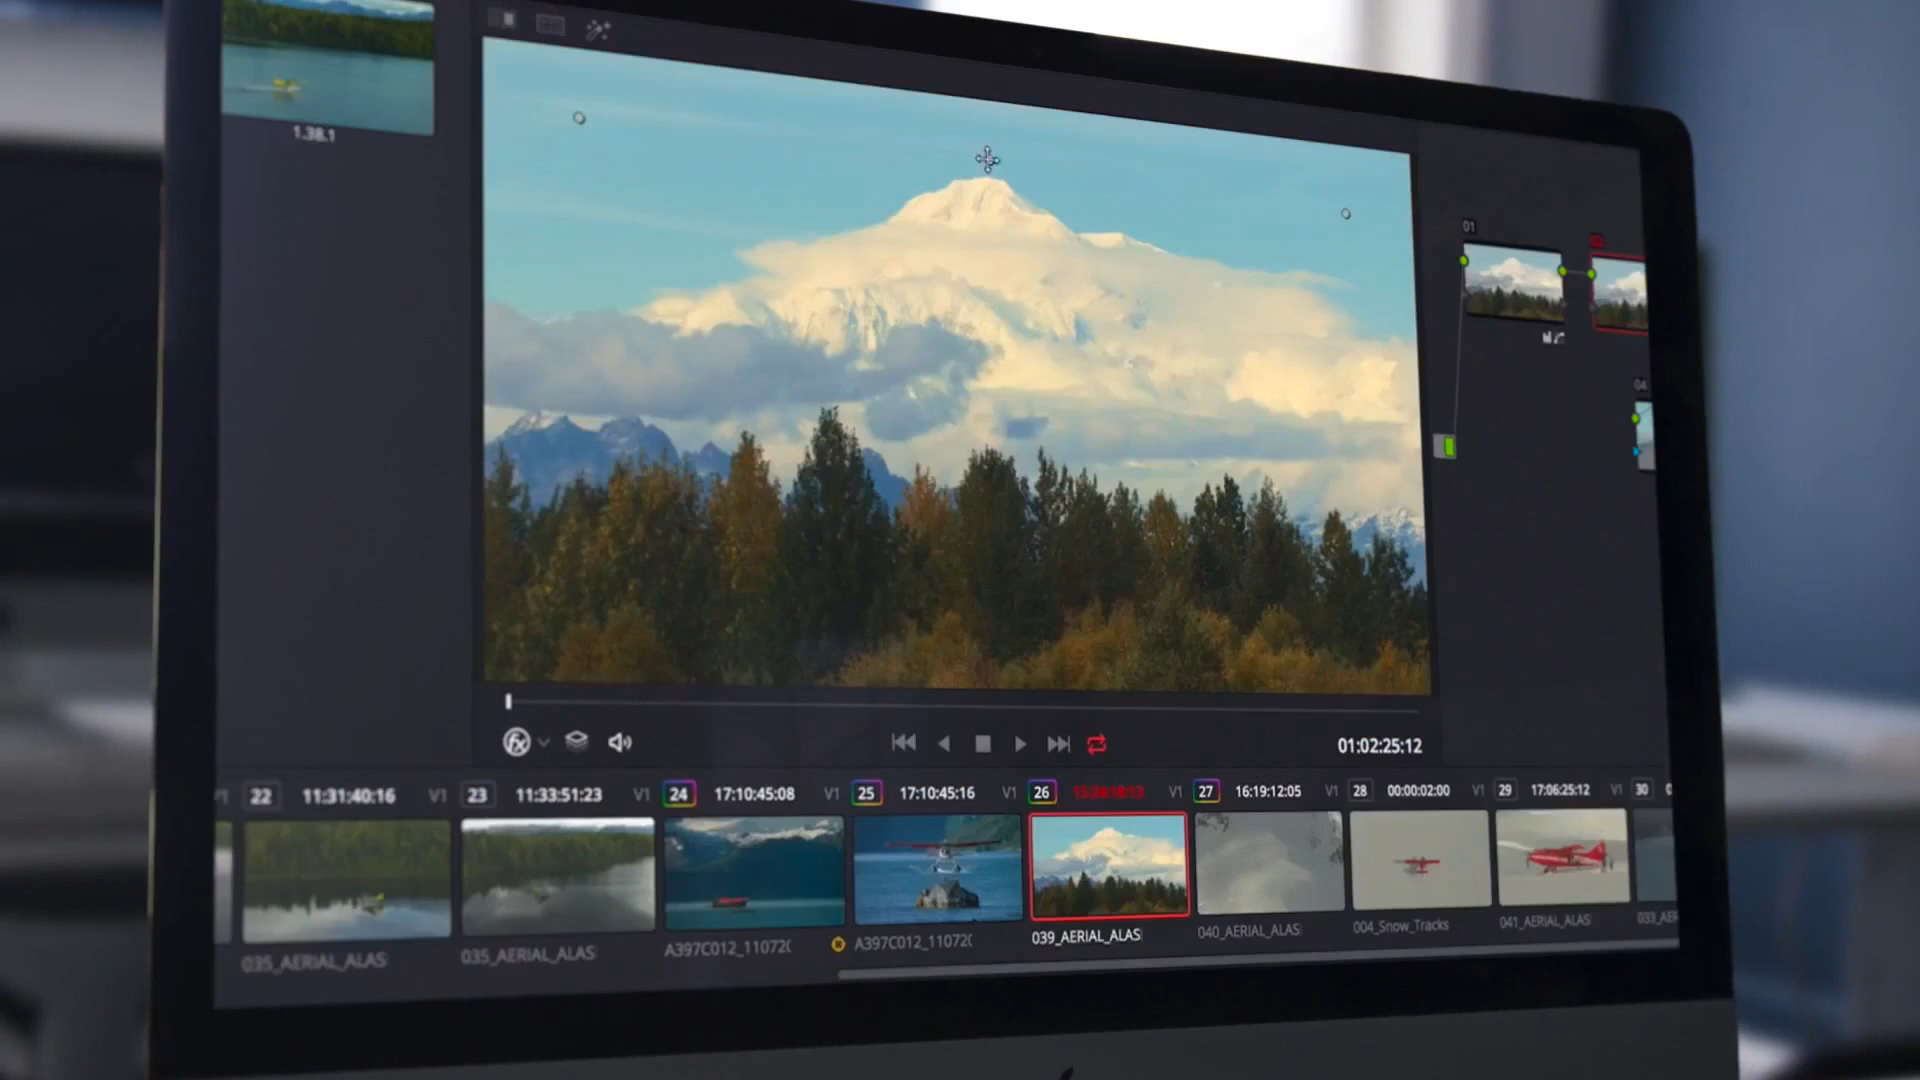 1.38.1
01
04
fx
01:02:25:12
22 11:31:40:16 V1
23 11:33:51:23 V1
24 17:10:45:08 V1
25 17:10:45:16 V1
26 V1
27 16:19:12:05 V1
28 00:00:02:00 V1
29 17:06:25:12 V1
30
035_AERIAL_ALAS
035_AERIAL_ALAS
A397C012_11072(
A397C012_11072(
039_AERIAL_ALAS
040_AERIAL_ALAS
004_Snow_Tracks
041_AERIAL_ALAS
033_AER